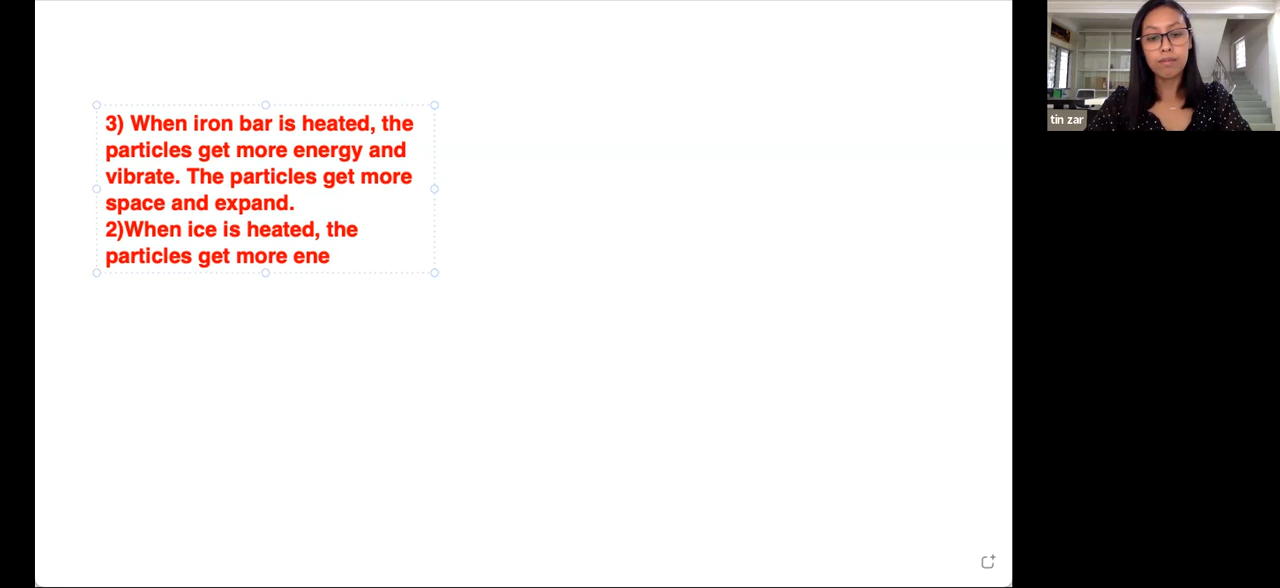 3) When iron bar is heated, the
particles get more energy and
vibrate. The particles get more
space and expand.
2)When ice is heated, the
particles get more ene
tin zar